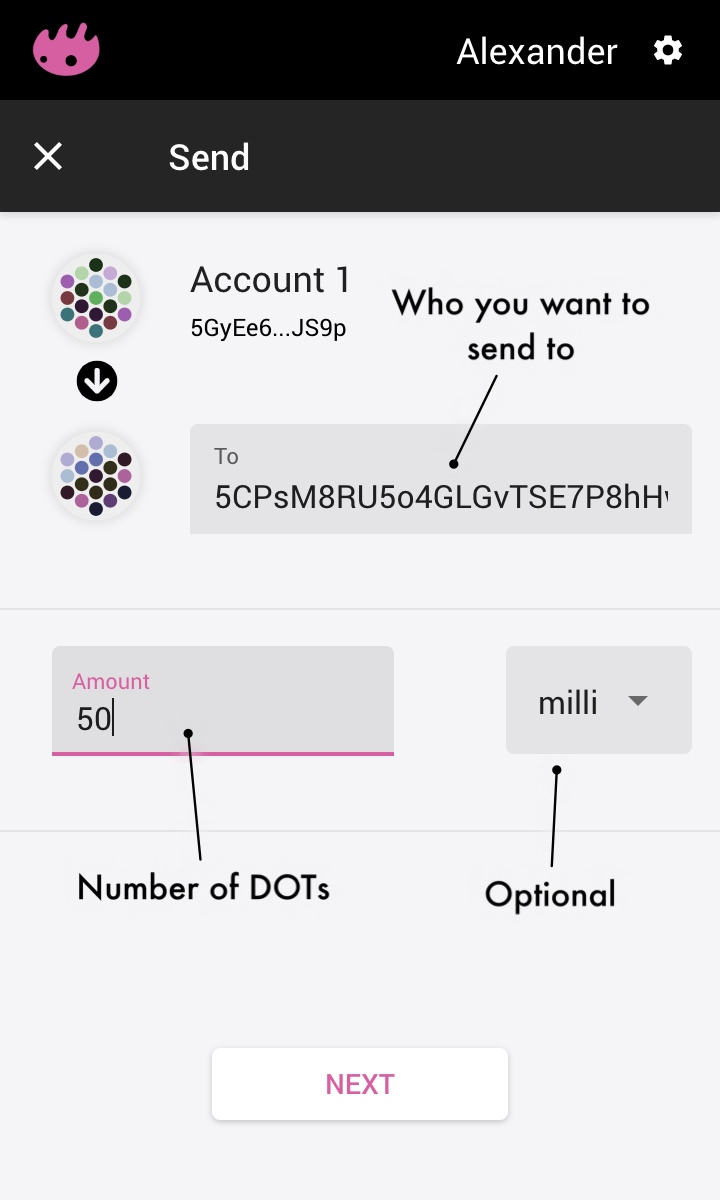 Alexander
Send
Account 1
5GyEe6...JS9p
Who you want to
send to
To
5CPsM8RU5o4GLGvTSE7P8hH
Amount
50
milli
Number of DOTs
Optional
NEXT